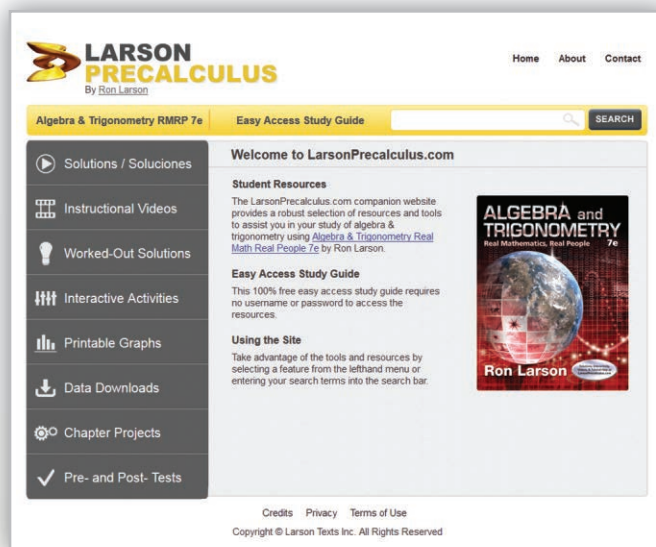 LARSON
PRECALCULUS
By Ron Larson
Home About Contact
Algebra & Trigonometry RMRP 7e Easy Access Study Guide SEARCH
Solutions / Soluciones
Instructional Videos
Worked-Out Solutions
Interactive Activities
Printable Graphs
Data Downloads
Chapter Projects
Pre- and Post- Tests
Welcome to LarsonPrecalculus.com
Student Resources
The LarsonPrecalculus.com companion website
provides a robust selection of resources and tools
to assist you in your study of algebra &
trigonometry using Algebra & Trigonometry Real
Math Real People 7e by Ron Larson.
Easy Access Study Guide
This 100% free easy access study guide requires
no username or password to access the
resources.
Using the Site
Take advantage of the tools and resources by
selecting a feature from the lefthand menu or
entering your search terms into the search bar.
ALGEBRA and
TRIGONOMETRY
Real Mathematics, Real People 7e
Ron Larson
Credits Privacy Terms of Use
Copyright © Larson Texts Inc. All Rights Reserved